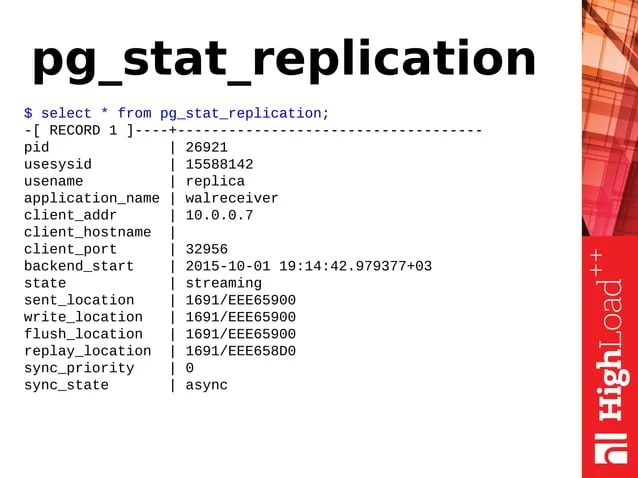 pg_stat_replication
$ select * from pg_stat_replication;
-[ RECORD 1 ]----+------------------------------------
pid              | 26921
usesysid         | 15588142
usename          | replica
application_name | walreceiver
client_addr      | 10.0.0.7
client_hostname  |
client_port      | 32956
backend_start    | 2015-10-01 19:14:42.979377+03
state            | streaming
sent_location    | 1691/EEE65900
write_location   | 1691/EEE65900
flush_location   | 1691/EEE65900
replay_location  | 1691/EEE658D0
sync_priority    | 0
sync_state       | async
HighLoad++